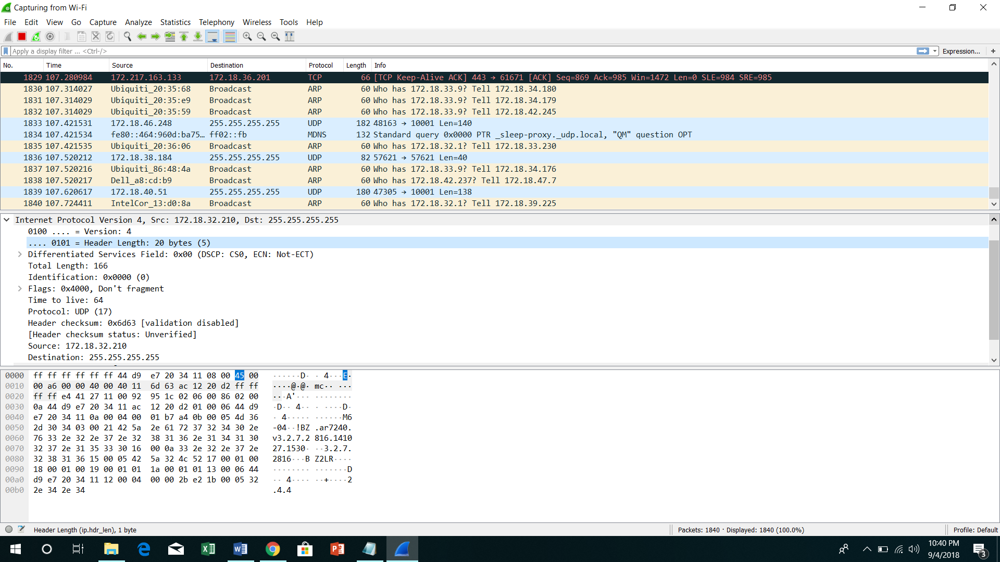 Capturing from Wi-Fi
File Edit View Go Capture Analyze Statistics Telephony Wireless Tools Help
Apply a display filter ... <Ctrl-/> Expression... +
No. Time Source Destination Protocol Length Info
1829 107.280984 172.217.163.133 172.18.36.201 TCP 66 [TCP Keep-Alive ACK] 443 → 61671 [ACK] Seq=869 Ack=985 Win=1472 Len=0 SLE=984 SRE=985
1830 107.314027 Ubiquiti_20:35:68 Broadcast ARP 60 Who has 172.18.33.9? Tell 172.18.34.180
1831 107.314029 Ubiquiti_20:35:e9 Broadcast ARP 60 Who has 172.18.33.9? Tell 172.18.34.179
1832 107.314029 Ubiquiti_20:35:59 Broadcast ARP 60 Who has 172.18.33.9? Tell 172.18.42.245
1833 107.421531 172.18.46.248 255.255.255.255 UDP 182 48163 → 10001 Len=140
1834 107.421534 fe80::464:960d:ba75… ff02::fb MDNS 132 Standard query 0x0000 PTR _sleep-proxy._udp.local, "QM" question OPT
1835 107.421535 Ubiquiti_20:36:06 Broadcast ARP 60 Who has 172.18.32.1? Tell 172.18.33.230
1836 107.520212 172.18.38.184 255.255.255.255 UDP 82 57621 → 57621 Len=40
1837 107.520216 Ubiquiti_86:48:4a Broadcast ARP 60 Who has 172.18.33.9? Tell 172.18.34.176
1838 107.520217 Dell_a8:cd:b9 Broadcast ARP 60 Who has 172.18.42.237? Tell 172.18.47.7
1839 107.620617 172.18.40.51 255.255.255.255 UDP 180 47305 → 10001 Len=138
1840 107.724411 IntelCor_13:d0:8a Broadcast ARP 60 Who has 172.18.32.1? Tell 172.18.39.225
Internet Protocol Version 4, Src: 172.18.32.210, Dst: 255.255.255.255
0100 .... = Version: 4
.... 0101 = Header Length: 20 bytes (5)
Differentiated Services Field: 0x00 (DSCP: CS0, ECN: Not-ECT)
Total Length: 166
Identification: 0x0000 (0)
Flags: 0x4000, Don't fragment
Time to live: 64
Protocol: UDP (17)
Header checksum: 0x6d63 [validation disabled]
[Header checksum status: Unverified]
Source: 172.18.32.210
Destination: 255.255.255.255
0000 ff ff ff ff ff ff 44 d9 e7 20 34 11 08 00 45 00 ······D· · 4···E·
0010 00 a6 00 00 40 00 40 11 6d 63 ac 12 20 d2 ff ff ····@·@· mc·· ···
0020 ff ff e4 41 27 11 00 92 95 1c 02 06 00 86 02 00 ···A'··· ········
0030 0a 44 d9 e7 20 34 11 ac 12 20 d2 01 00 06 44 d9 ·D·· 4·· · ····D·
0040 e7 20 34 11 0a 00 04 00 01 b7 a4 0b 00 05 4d 36 · 4····· ······M6
0050 2d 30 34 03 00 21 42 5a 2e 61 72 37 32 34 30 2e -04··!BZ .ar7240.
0060 76 33 2e 32 2e 37 2e 32 38 31 36 2e 31 34 31 30 v3.2.7.2 816.1410
0070 32 37 2e 31 35 33 30 16 00 0a 33 2e 32 2e 37 2e 27.1530· ··3.2.7.
0080 32 38 31 36 15 00 05 42 5a 32 4c 52 17 00 01 00 2816···B Z2LR····
0090 18 00 01 00 19 00 01 01 1a 00 01 01 13 00 06 44 ········ ·······D
00a0 d9 e7 20 34 11 12 00 04 00 00 2b e2 1b 00 05 32 ·· 4···· ··+····2
00b0 2e 34 2e 34 .4.4
Header Length (ip.hdr_len), 1 byte Packets: 1840 · Displayed: 1840 (100.0%) Profile: Default
10:40 PM
9/4/2018
3